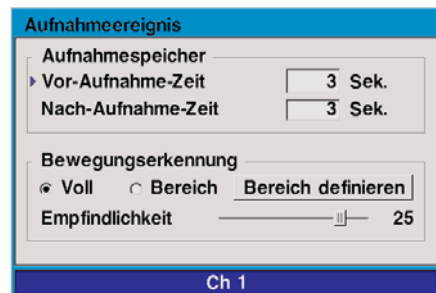 Aufnahmeereignis
Aufnahmespeicher
Vor-Aufnahme-Zeit 3 Sek.
Nach-Aufnahme-Zeit 3 Sek.
Bewegungserkennung
Voll Bereich Bereich definieren
Empfindlichkeit 25
Ch 1